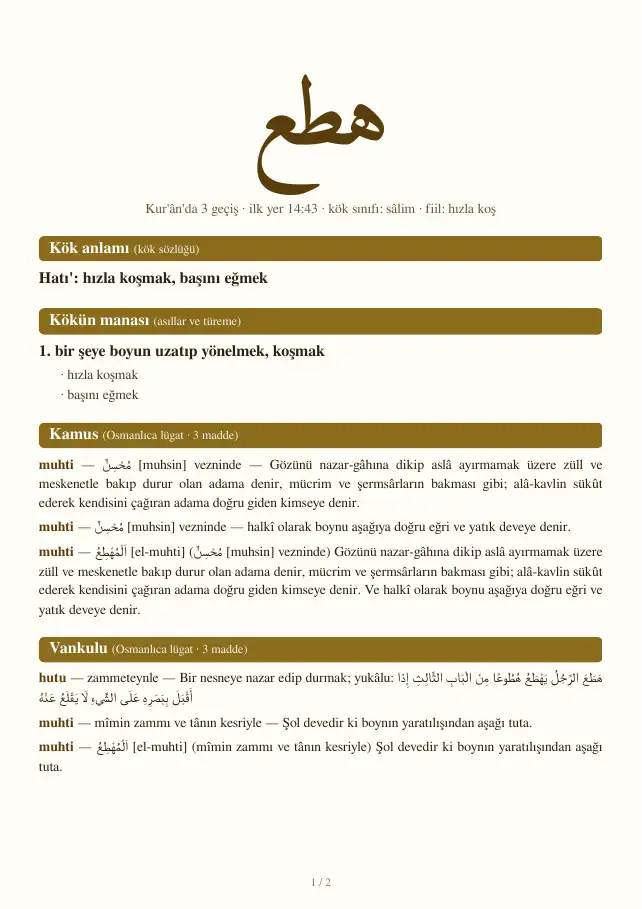 هطع
Kur'ân'da 3 geçiş · ilk yer 14:43 · kök sınıfı: sâlim · fiil: hızla koş
Kök anlamı (kök sözlüğü)
Hatı': hızla koşmak, başını eğmek
Kökün manası (asıllar ve türeme)
1. bir şeye boyun uzatıp yönelmek, koşmak
· hızla koşmak
· başını eğmek
Kamus (Osmanlıca lügat · 3 madde)
muhti — مُحْسِنٌ [muhsin] vezninde — Gözünü nazar-gâhına dikip aslâ ayırmamak üzere züll ve
meskenetle bakıp durur olan adama denir, mücrim ve şermsârların bakması gibi; alâ-kavlin sükût
ederek kendisini çağıran adama doğru giden kimseye denir.
muhti — مُحْسِنٌ [muhsin] vezninde — halkî olarak boynu aşağıya doğru eğri ve yatık deveye denir.
muhti — اَلْمُهْطِعُ [el-muhti] (مُحْسِنٌ [muhsin] vezninde) Gözünü nazar-gâhına dikip aslâ ayırmamak üzere
züll ve meskenetle bakıp durur olan adama denir, mücrim ve şermsârların bakması gibi; alâ-kavlin sükût
ederek kendisini çağıran adama doğru giden kimseye denir. Ve halkî olarak boynu aşağıya doğru eğri ve
yatık deveye denir.
Vankulu (Osmanlıca lügat · 3 madde)
hutu — zammeteynle — Bir nesneye nazar edip durmak; yukâlu: هَطَعَ الرَّجُلُ يَهْطَعُ هُطُوعًا مِنَ الْبَابِ الثَّالِثِ إِذَا
أَقْبَلَ بِبَصَرِهِ عَلَى الشَّيْءِ لَا يَقْلَعُ عَنْهُ
muhti — mîmin zammı ve tânın kesriyle — Şol devedir ki boynın yaratılışından aşağı tuta.
muhti — اَلْمُهْطِعُ [el-muhti] (mîmin zammı ve tânın kesriyle) Şol devedir ki boynın yaratılışından aşağı
tuta.
1 / 2